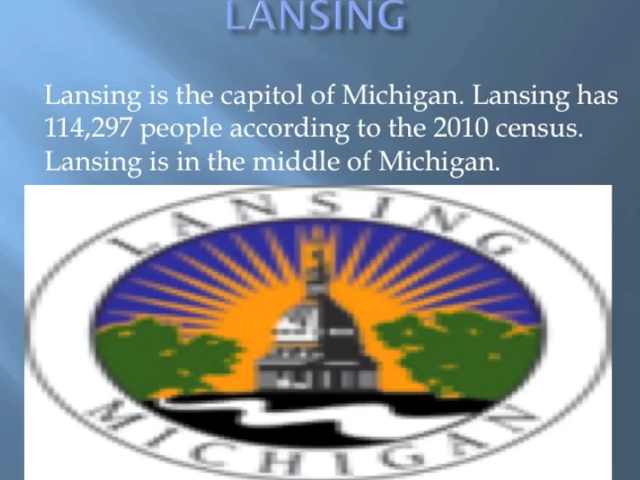 LANSING
Lansing is the capitol of Michigan. Lansing has
114,297 people according to the 2010 census.
Lansing is in the middle of Michigan.
LANSING
MICHIGAN